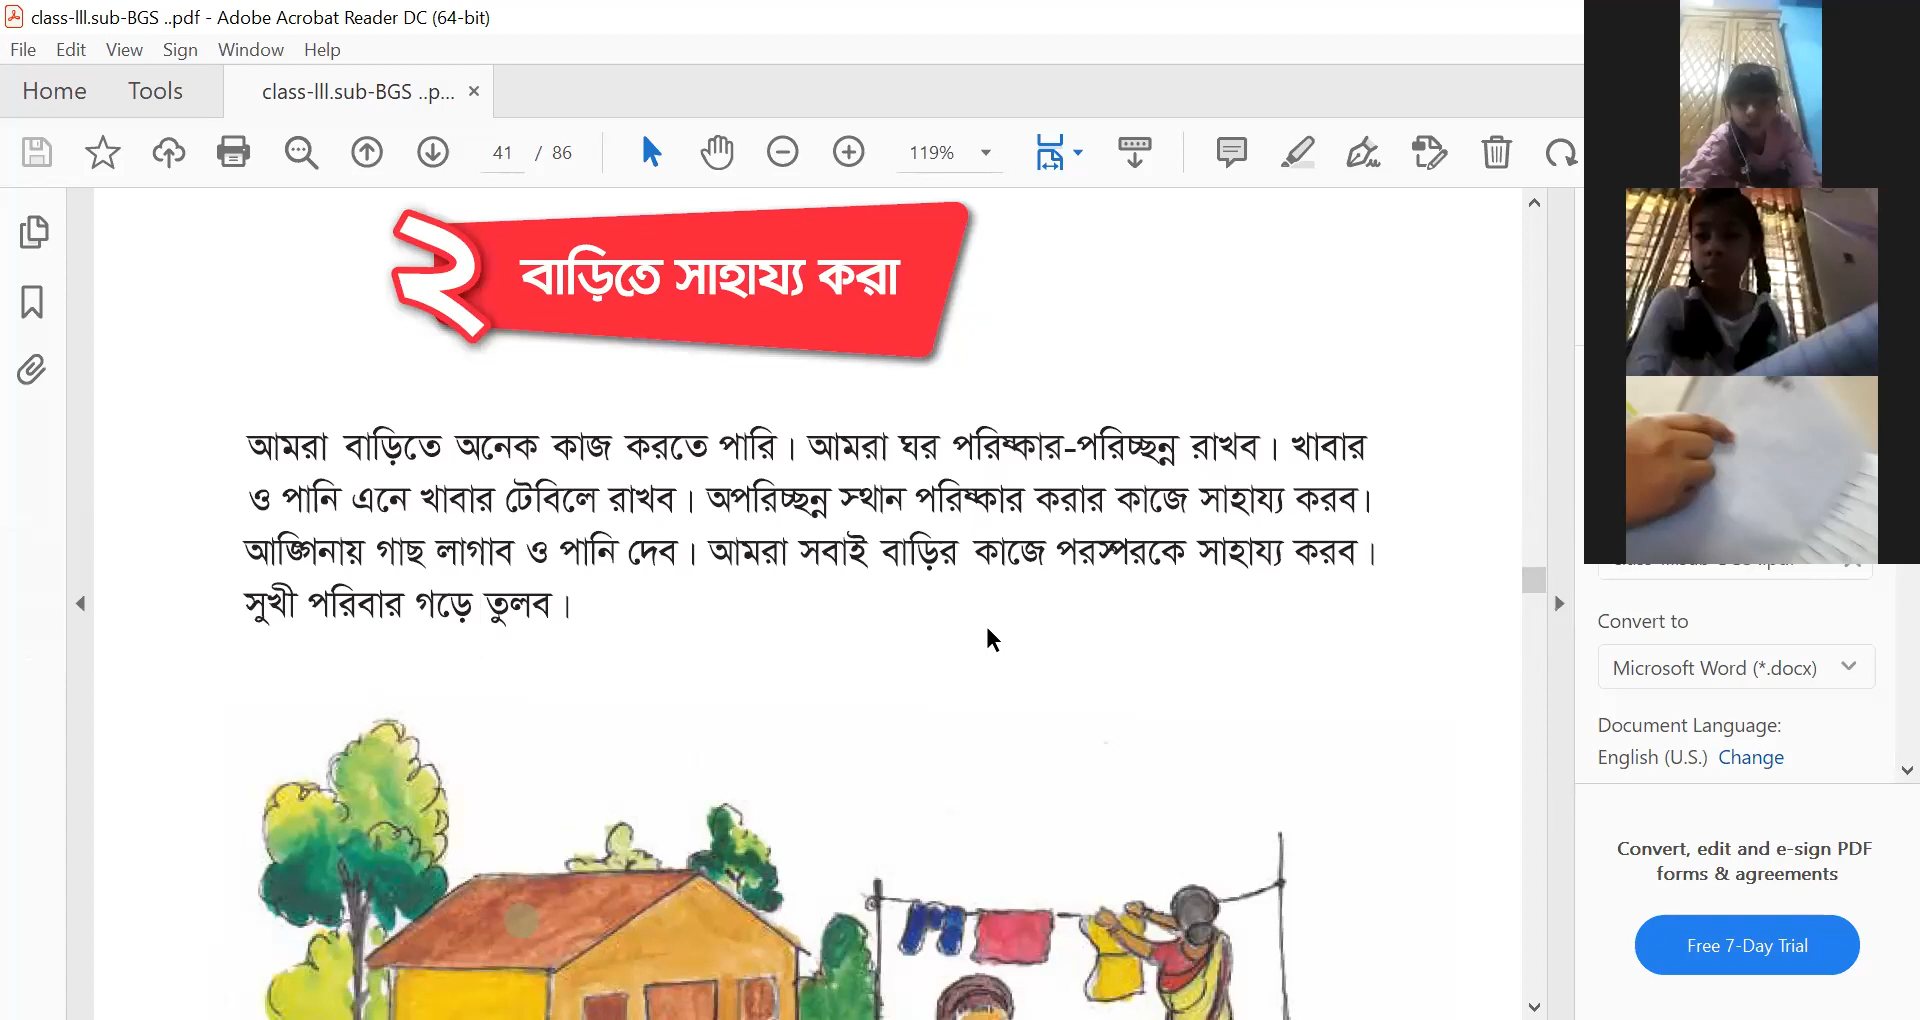 class-lll.sub-BGS ..pdf - Adobe Acrobat Reader DC (64-bit)
File Edit View Sign Window Help
Home Tools class-lll.sub-BGS ..p... ×
41 / 86 119%
২ বাড়িতে সাহায্য করা
আমরা বাড়িতে অনেক কাজ করতে পারি। আমরা ঘর পরিষ্কার-পরিচ্ছন্ন রাখব। খাবার
ও পানি এনে খাবার টেবিলে রাখব। অপরিচ্ছন্ন স্থান পরিষ্কার করার কাজে সাহায্য করব।
আঙ্গিনায় গাছ লাগাব ও পানি দেব। আমরা সবাই বাড়ির কাজে পরস্পরকে সাহায্য করব।
সুখী পরিবার গড়ে তুলব।
Convert to
Microsoft Word (*.docx)
Document Language:
English (U.S.) Change
Convert, edit and e-sign PDF
forms & agreements
Free 7-Day Trial